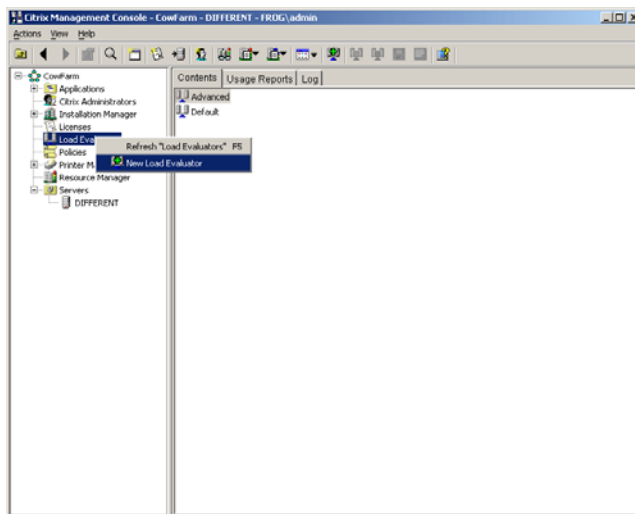 Citrix Management Console - CowFarm - DIFFERENT - FROG\admin
Actions View Help
CowFarm
Applications
Citrix Administrators
Installation Manager
Licenses
Load Eva
Policies
Printer M
Resource Manager
Servers
DIFFERENT
Refresh "Load Evaluators" F5
New Load Evaluator
Contents Usage Reports Log
Advanced
Default